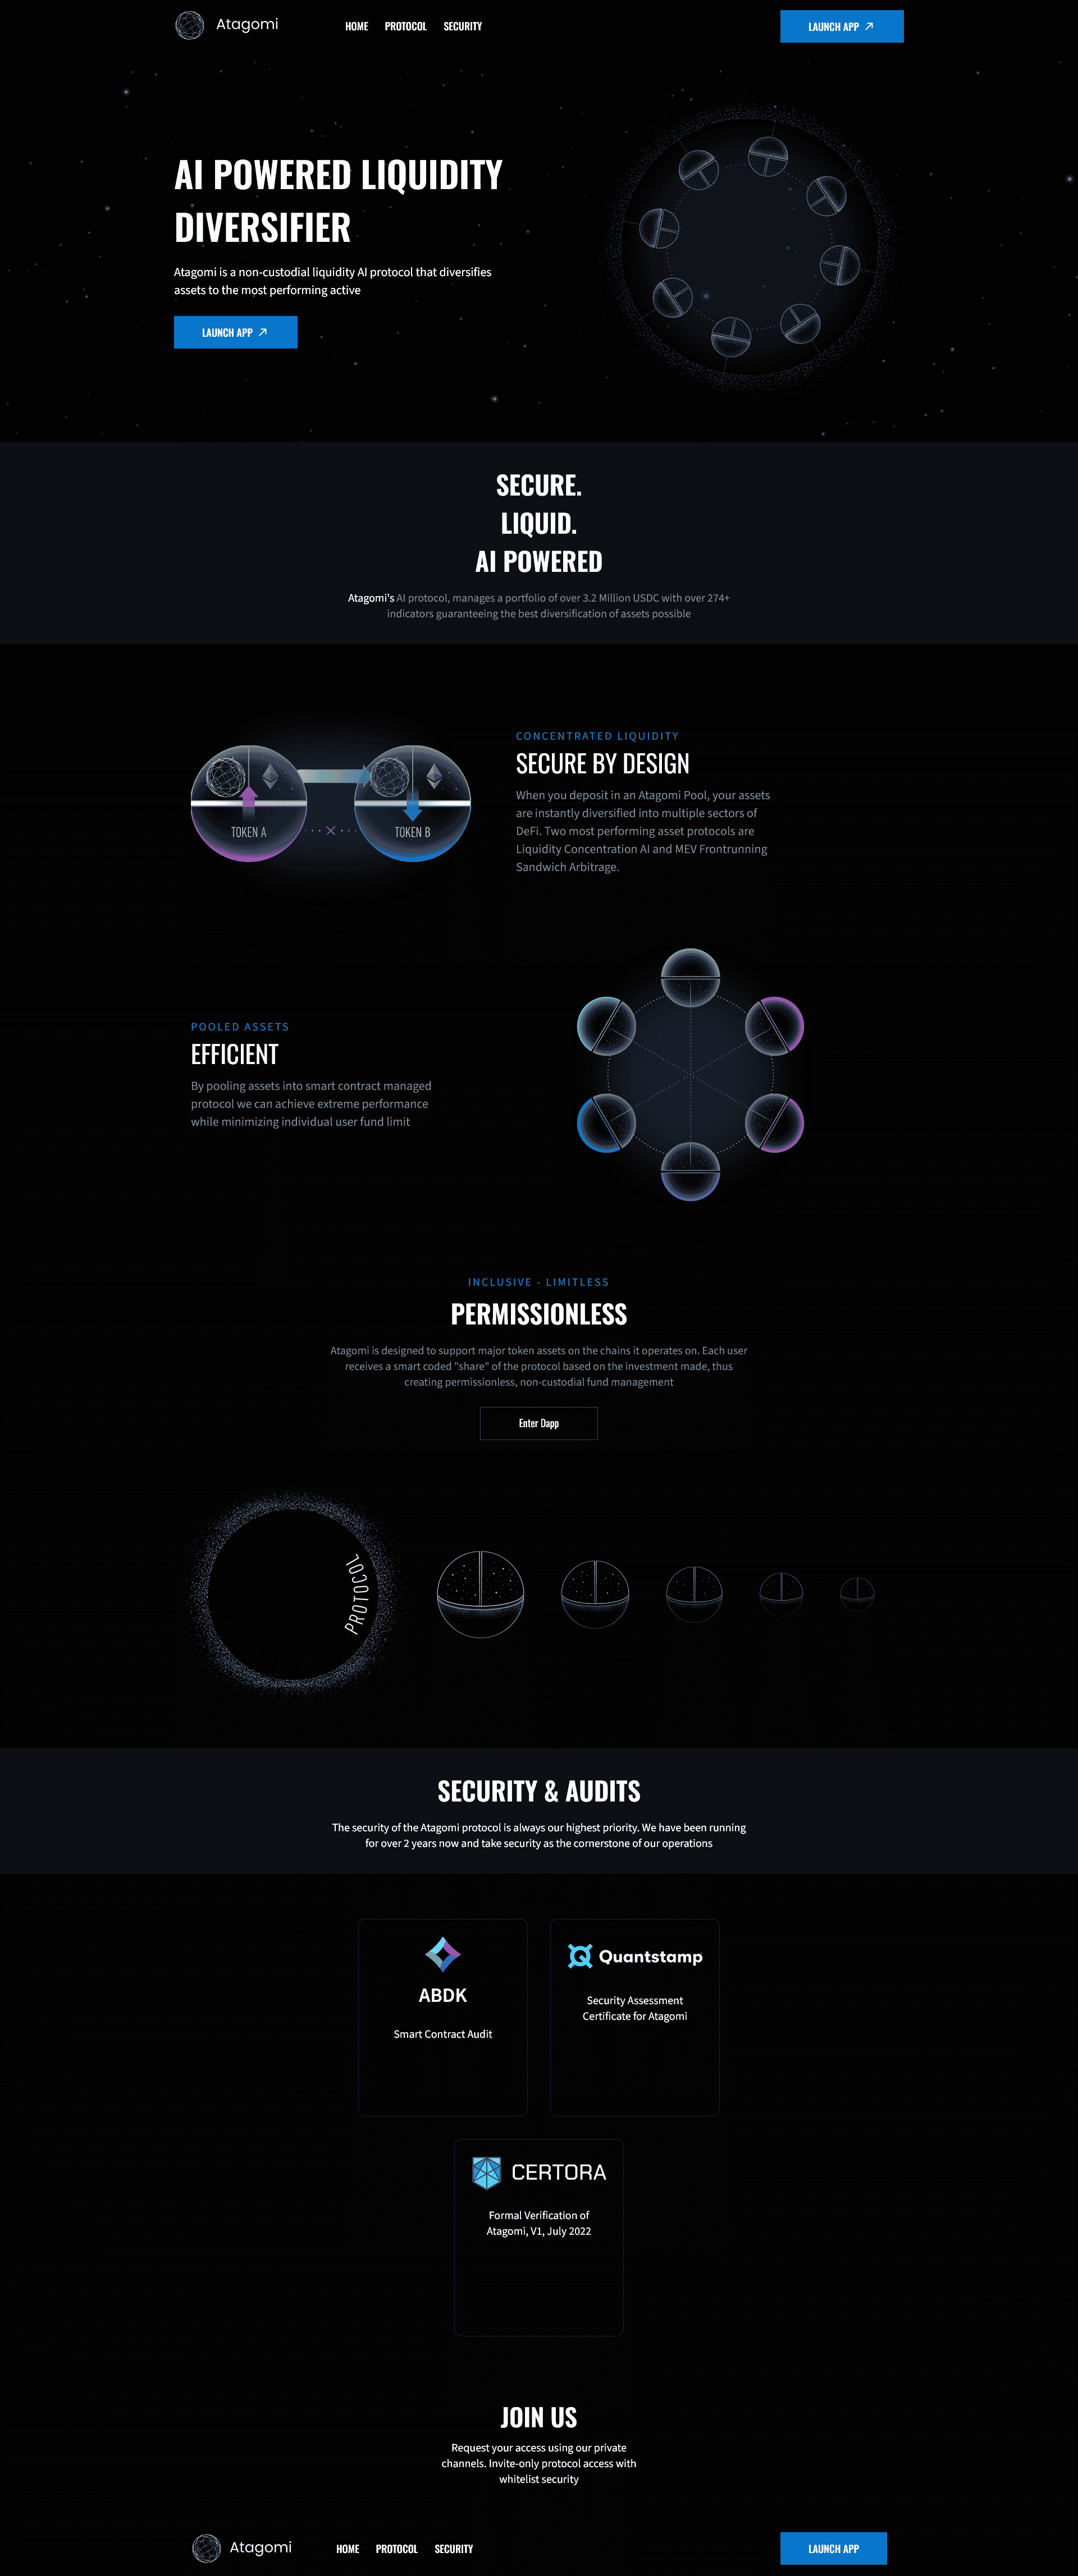 Atagomi
HOME PROTOCOL SECURITY
LAUNCH APP
AI POWERED LIQUIDITY
DIVERSIFIER
Atagomi is a non-custodial liquidity AI protocol that diversifies
assets to the most performing active
LAUNCH APP
SECURE.
LIQUID.
AI POWERED
Atagomi's AI protocol, manages a portfolio of over 3.2 Million USDC with over 274+
indicators guaranteeing the best diversification of assets possible
TOKEN A
TOKEN B
CONCENTRATED LIQUIDITY
SECURE BY DESIGN
When you deposit in an Atagomi Pool, your assets
are instantly diversified into multiple sectors of
DeFi. Two most performing asset protocols are
Liquidity Concentration AI and MEV Frontrunning
Sandwich Arbitrage.
POOLED ASSETS
EFFICIENT
By pooling assets into smart contract managed
protocol we can achieve extreme performance
while minimizing individual user fund limit
INCLUSIVE - LIMITLESS
PERMISSIONLESS
Atagomi is designed to support major token assets on the chains it operates on. Each user
receives a smart coded "share" of the protocol based on the investment made, thus
creating permissionless, non-custodial fund management
Enter Dapp
PROTOCOL
SECURITY & AUDITS
The security of the Atagomi protocol is always our highest priority. We have been running
for over 2 years now and take security as the cornerstone of our operations
ABDK
Smart Contract Audit
Quantstamp
Security Assessment
Certificate for Atagomi
CERTORA
Formal Verification of
Atagomi, V1, July 2022
JOIN US
Request your access using our private
channels. Invite-only protocol access with
whitelist security
Atagomi
HOME PROTOCOL SECURITY
LAUNCH APP